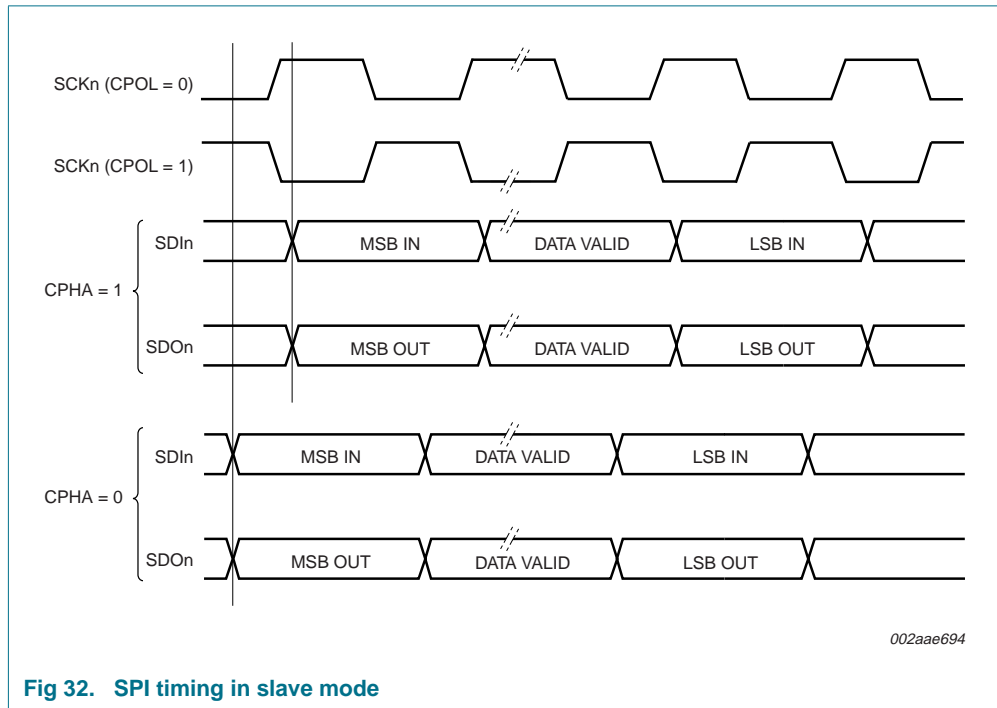 SCKn (CPOL = 0)
SCKn (CPOL = 1)
CPHA = 1
SDIn
MSB IN
DATA VALID
LSB IN
SDOn
MSB OUT
DATA VALID
LSB OUT
CPHA = 0
SDIn
MSB IN
DATA VALID
LSB IN
SDOn
MSB OUT
DATA VALID
LSB OUT
002aae694
Fig 32. SPI timing in slave mode